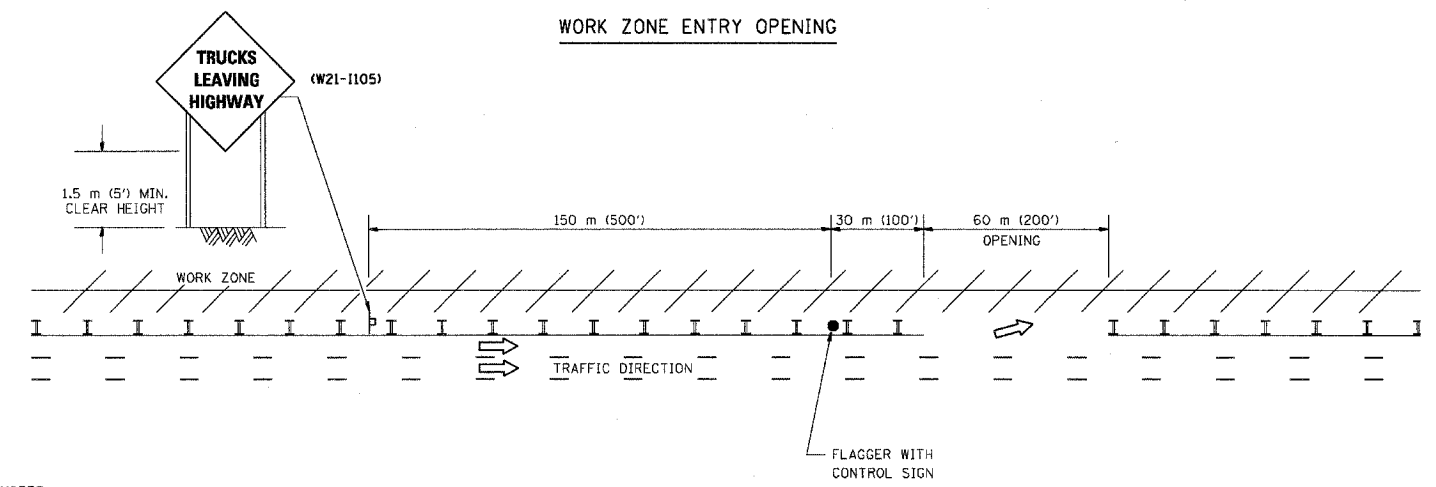 WORK ZONE ENTRY OPENING
TRUCKS
LEAVING
HIGHWAY
(W21-I105)
1.5 m (5') MIN.
CLEAR HEIGHT
150 m (500')
30 m (100')
60 m (200')
OPENING
WORK ZONE
TRAFFIC DIRECTION
FLAGGER WITH
CONTROL SIGN